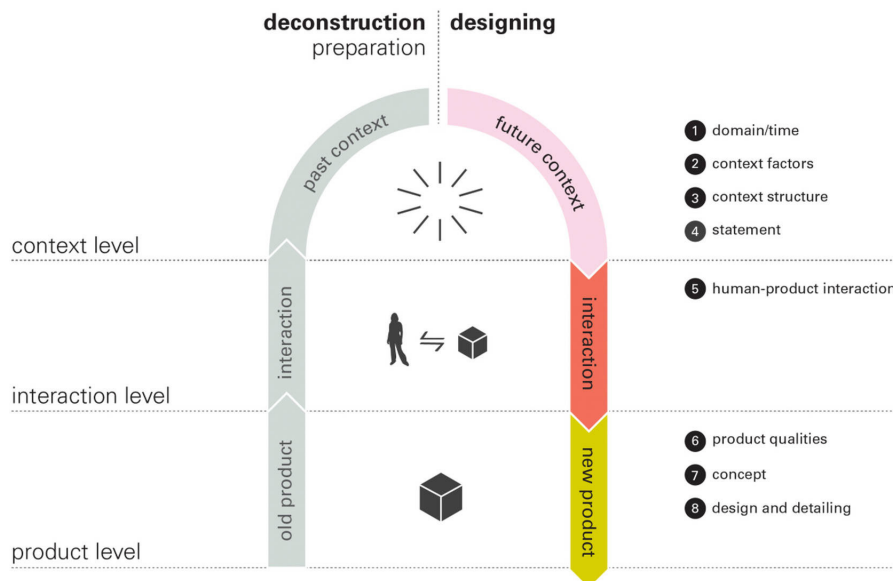 deconstruction
preparation
designing
past context
future context
1 domain/time
2 context factors
3 context structure
4 statement
context level
interaction
interaction
5 human-product interaction
interaction level
old product
new product
6 product qualities
7 concept
8 design and detailing
product level